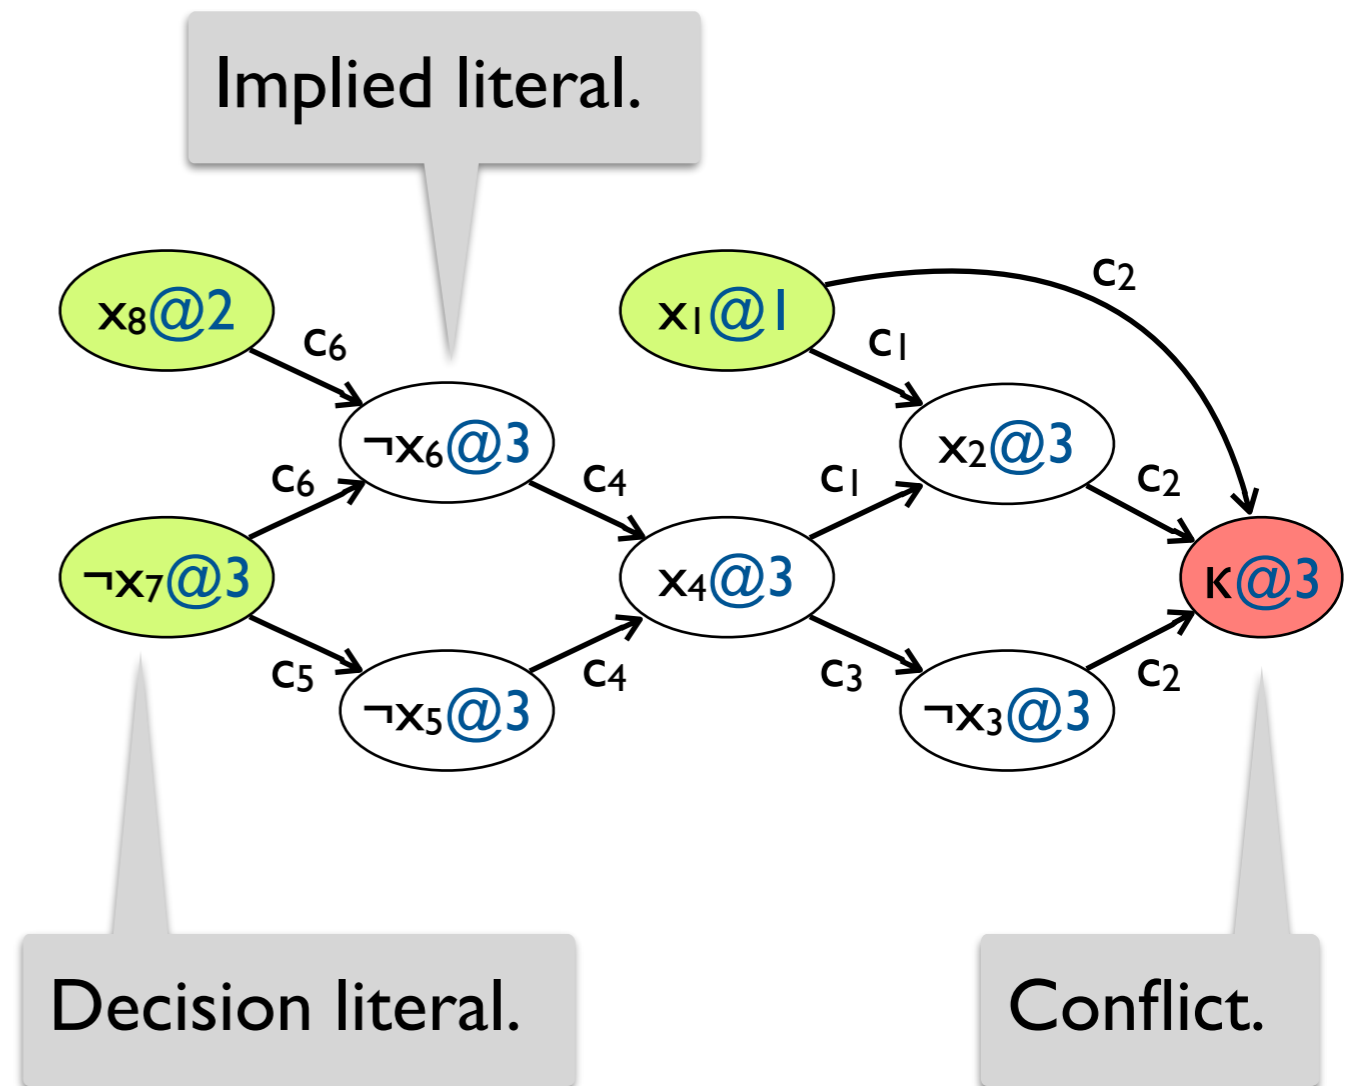 Implied literal.
c2
x8@2
x1@1
c6
c1
¬x6@3
x2@3
c6
c4
c1
c2
¬x7@3
x4@3
κ@3
c5
c4
c3
c2
¬x5@3
¬x3@3
Decision literal.
Conflict.